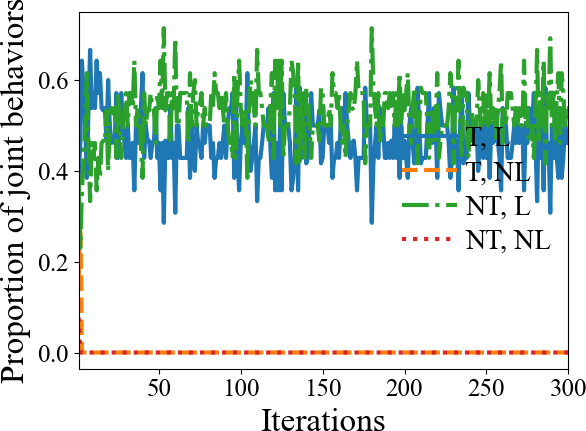 Proportion of joint behaviors
0.6
0.4
0.2
0.0
T, L
T, NL
NT, L
NT, NL
50 100 150 200 250 300
Iterations